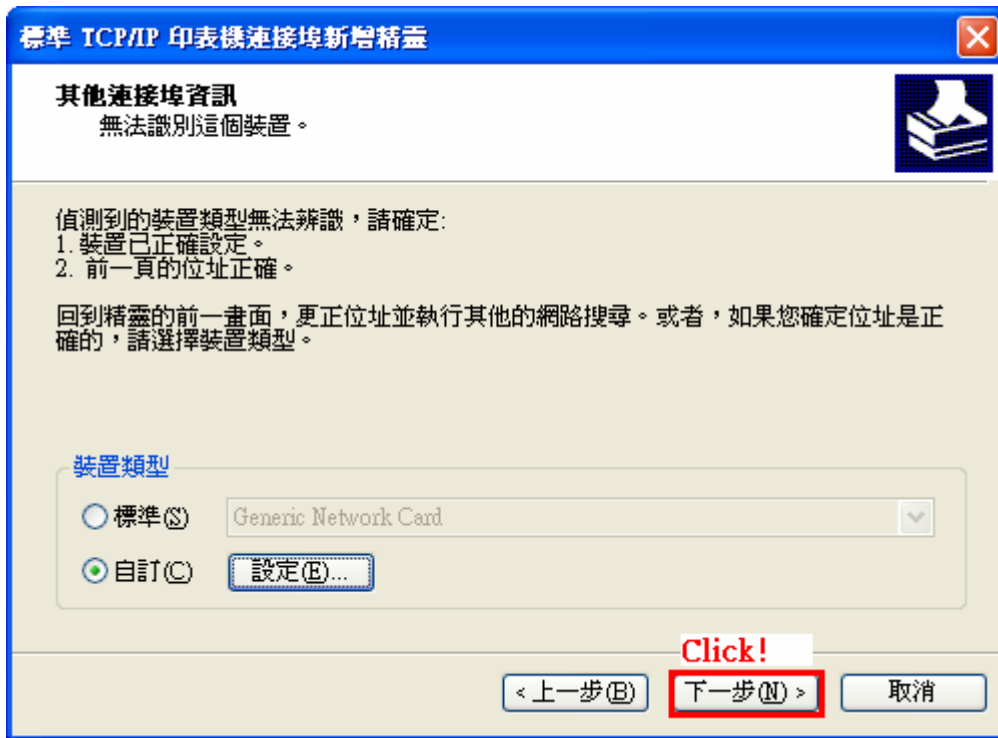 標準 TCP/IP 印表機連接埠新增精靈
其他連接埠資訊
無法識別這個裝置。
偵測到的裝置類型無法辨識，請確定:
1. 裝置已正確設定。
2. 前一頁的位址正確。
回到精靈的前一畫面，更正位址並執行其他的網路搜尋。或者，如果您確定位址是正
確的，請選擇裝置類型。
裝置類型
標準(S) Generic Network Card
自訂(C) 設定(E)...
Click!
<上一步(B) 下一步(N) > 取消